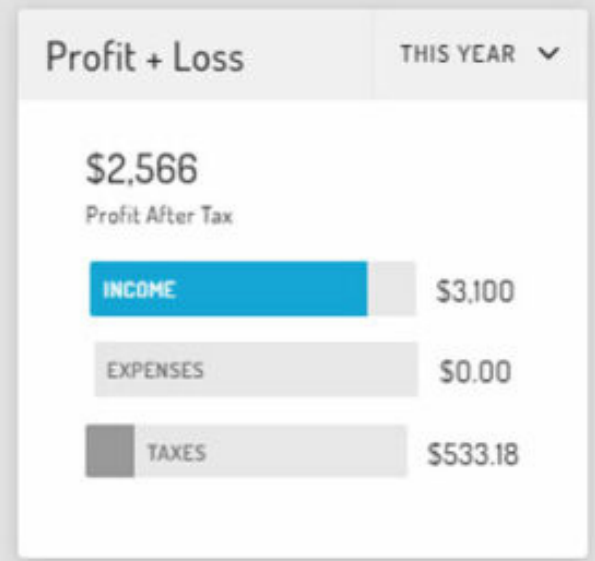 Profit + Loss THIS YEAR
$2,566
Profit After Tax
INCOME $3,100
EXPENSES $0.00
TAXES $533.18